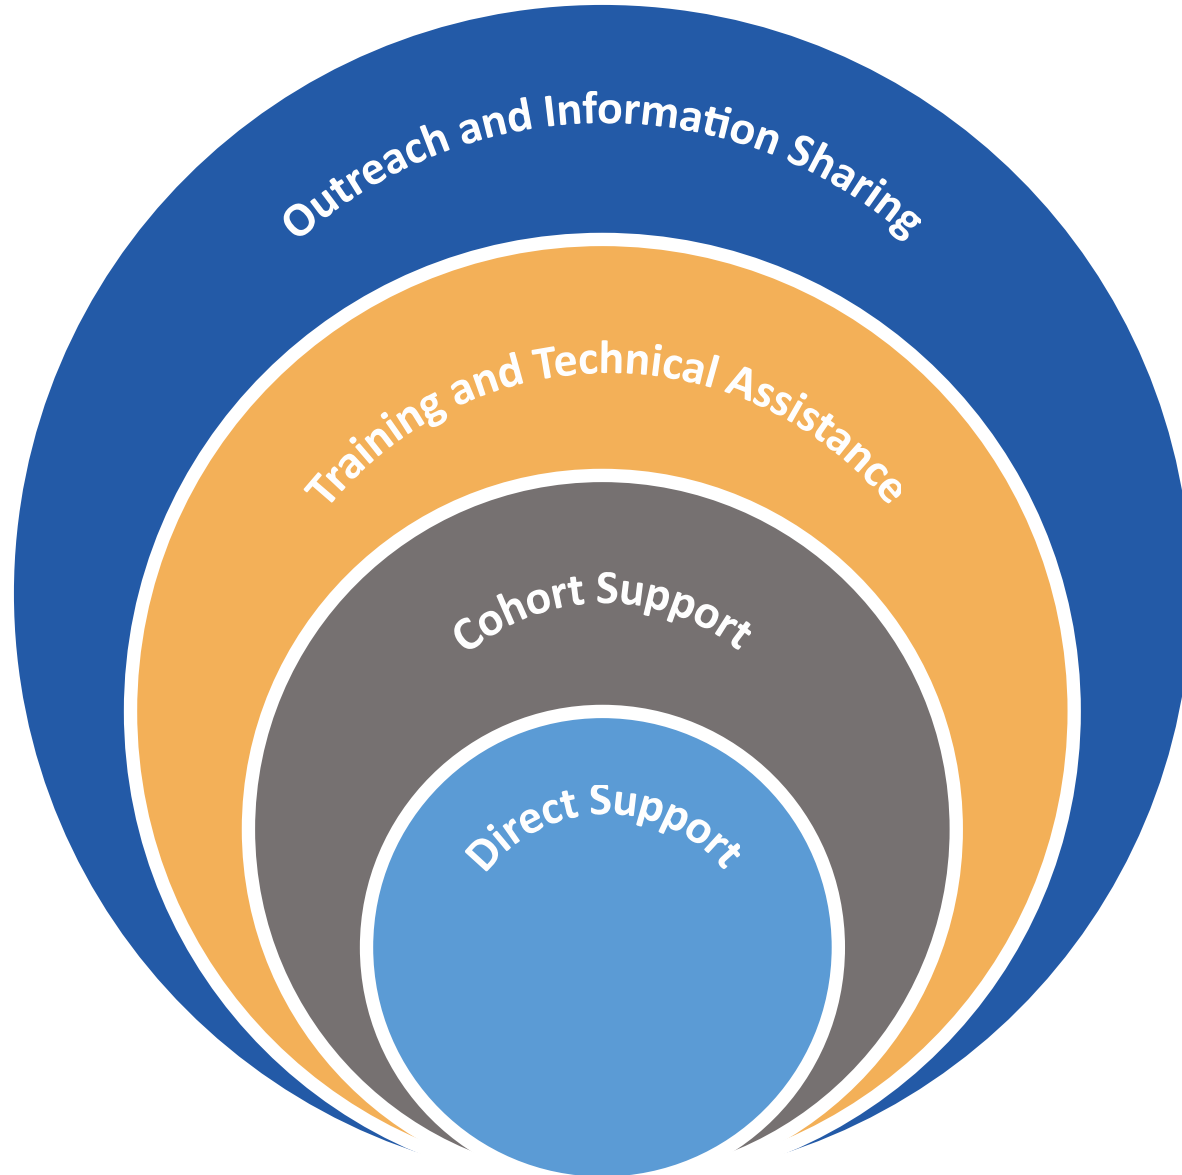 Outreach and Information Sharing
Training and Technical Assistance
Cohort Support
Direct Support